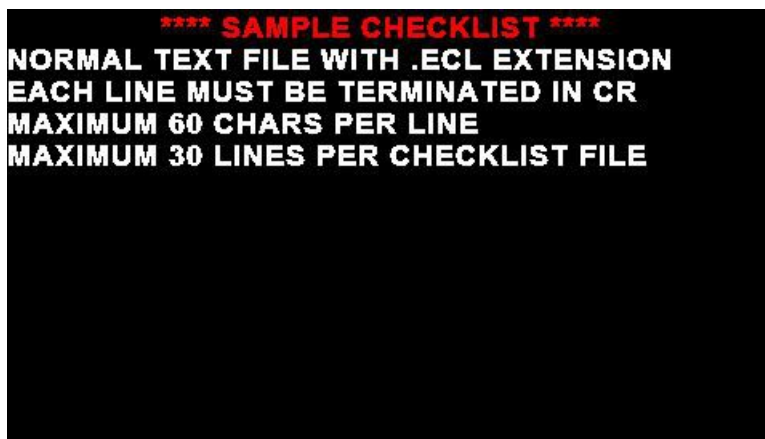 **** SAMPLE CHECKLIST ****
NORMAL TEXT FILE WITH .ECL EXTENSION
EACH LINE MUST BE TERMINATED IN CR
MAXIMUM 60 CHARS PER LINE
MAXIMUM 30 LINES PER CHECKLIST FILE